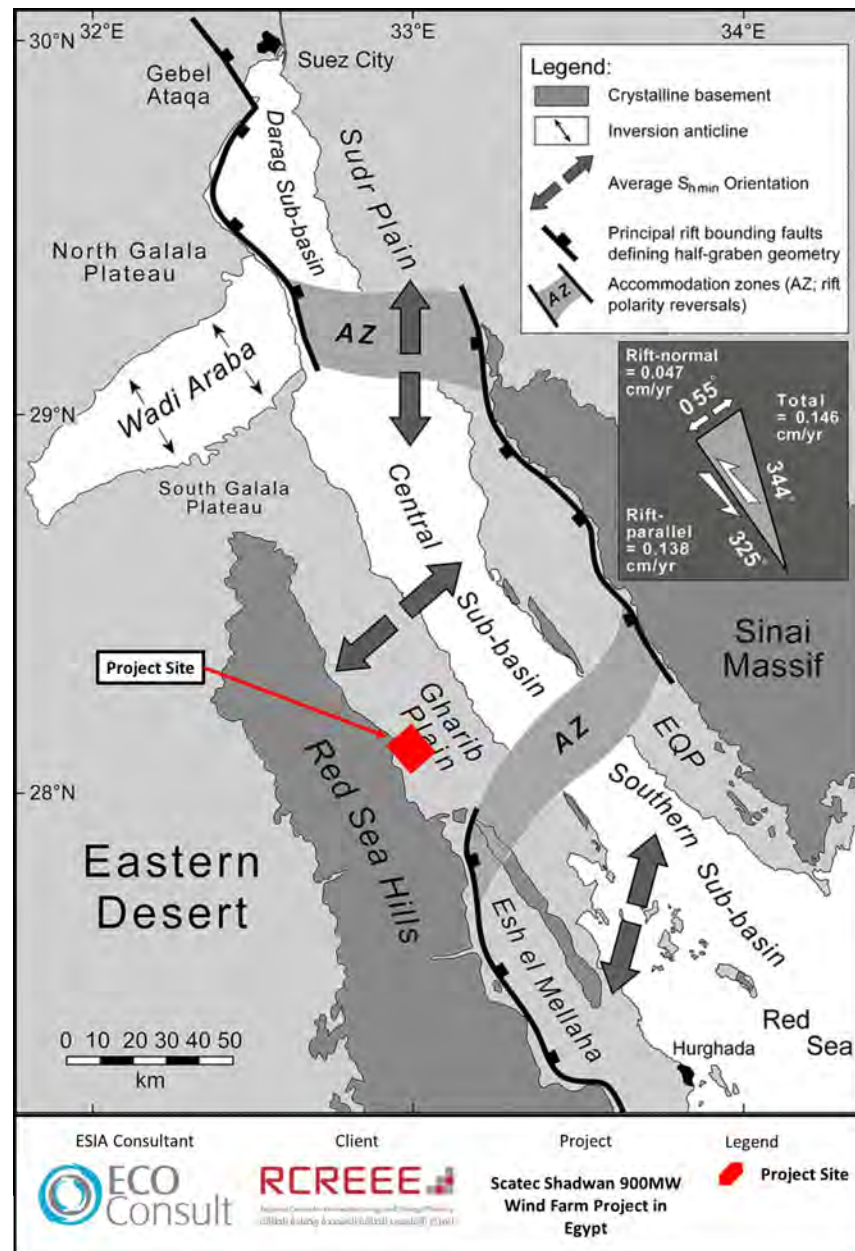 32°E
33°E
34°E
30°N
29°N
28°N
Suez City
Gebel
Ataqa
Darag Sub-basin
Sudr Plain
North Galala
Plateau
AZ
Wadi Araba
South Galala
Plateau
Central
Sub-basin
Gharib
Plain
Project Site
Red Sea Hills
Eastern
Desert
AZ
EQP
Sinai
Massif
Southern
Sub-basin
Esh el Mellaha
Red
Sea
Hurghada
0 10 20 30 40 50
km
Legend:
Crystalline basement
Inversion anticline
Average Shmin Orientation
Principal rift bounding faults
defining half-graben geometry
AZ
Accommodation zones (AZ; rift
polarity reversals)
Rift-normal
= 0.047
cm/yr
055°
Total =
= 0.146
cm/yr
344°
Rift-
parallel
= 0.138
cm/yr
325°
ESIA Consultant
Client
Project
Legend
ECO
Consult
RCREEE
Scatec Shadwan 900MW
Wind Farm Project in
Egypt
Project Site